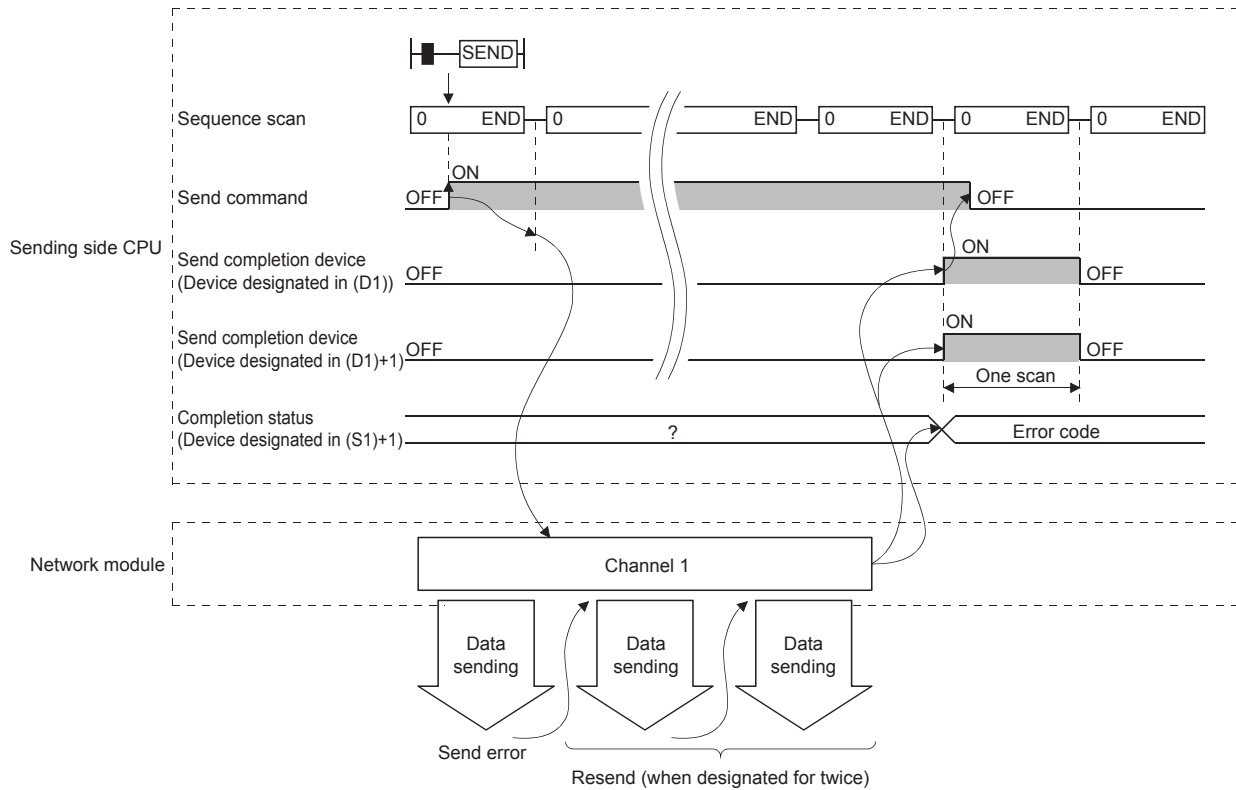 SEND
Sequence scan
0 END 0 END 0 END 0 END 0 END
Send command
OFF ON OFF
Sending side CPU
Send completion device
(Device designated in (D1))
OFF ON OFF
Send completion device
(Device designated in (D1)+1)
OFF ON OFF
One scan
Completion status
(Device designated in (S1)+1)
? Error code
Network module
Channel 1
Data
sending
Data
sending
Data
sending
Send error
Resend (when designated for twice)